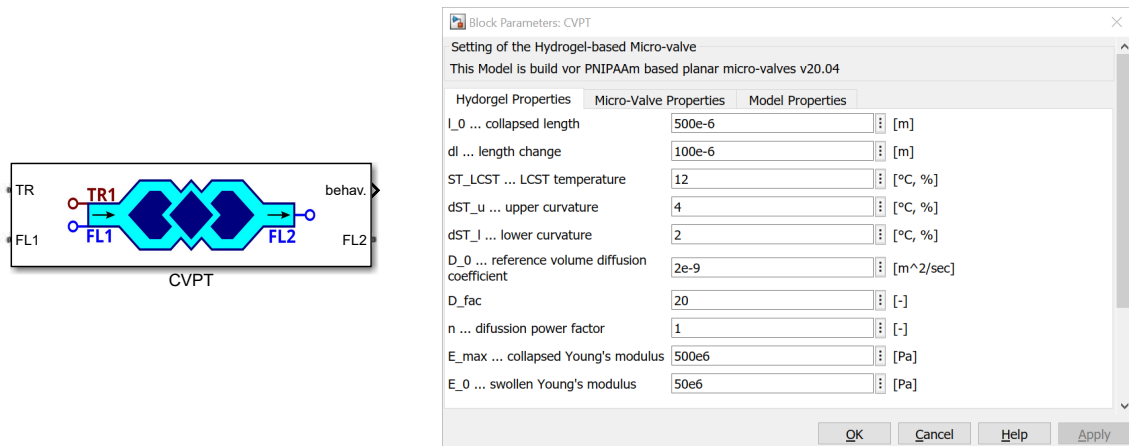 TR
TR1
FL1
FL1
FL2
behav.
FL2
CVPT
Block Parameters: CVPT
Setting of the Hydrogel-based Micro-valve
This Model is build vor PNIPAAm based planar micro-valves v20.04
Hydorgel Properties Micro-Valve Properties Model Properties
l_0 ... collapsed length 500e-6 [m]
dl ... length change 100e-6 [m]
ST_LCST ... LCST temperature 12 [ºC, %]
dST_u ... upper curvature 4 [ºC, %]
dST_l ... lower curvature 2 [ºC, %]
D_0 ... reference volume diffusion
coefficient 2e-9 [m^2/sec]
D_fac 20 [-]
n ... difussion power factor 1 [-]
E_max ... collapsed Young's modulus 500e6 [Pa]
E_0 ... swollen Young's modulus 50e6 [Pa]
OK Cancel Help Apply